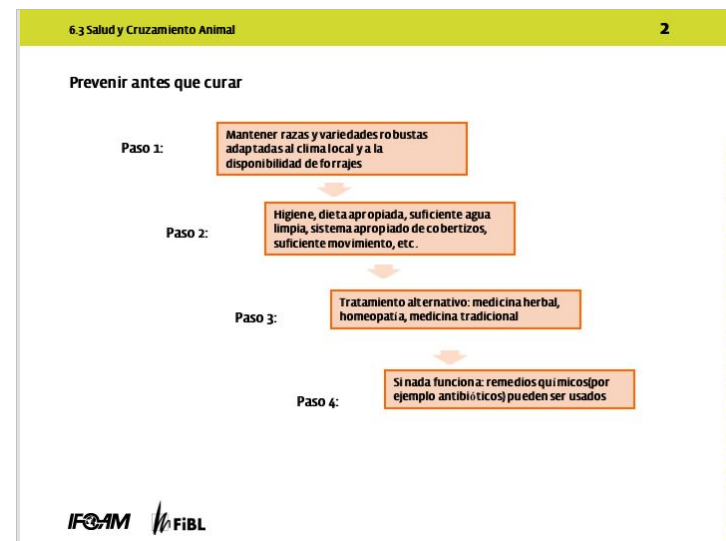 6.3 Salud y Cruzamiento Animal
2
Prevenir antes que curar
Paso 1:
Mantener razas y variedades robustas
adaptadas al clima local y a la
disponibilidad de forrajes
Paso 2:
Higiene, dieta apropiada, suficiente agua
limpia, sistema apropiado de cobertizos,
suficiente movimiento, etc.
Paso 3:
Tratamiento alternativo: medicina herbal,
homeopatía, medicina tradicional
Paso 4:
Si nada funciona: remedios químicos(por
ejemplo antibióticos) pueden ser usados
IFOAM
FiBL